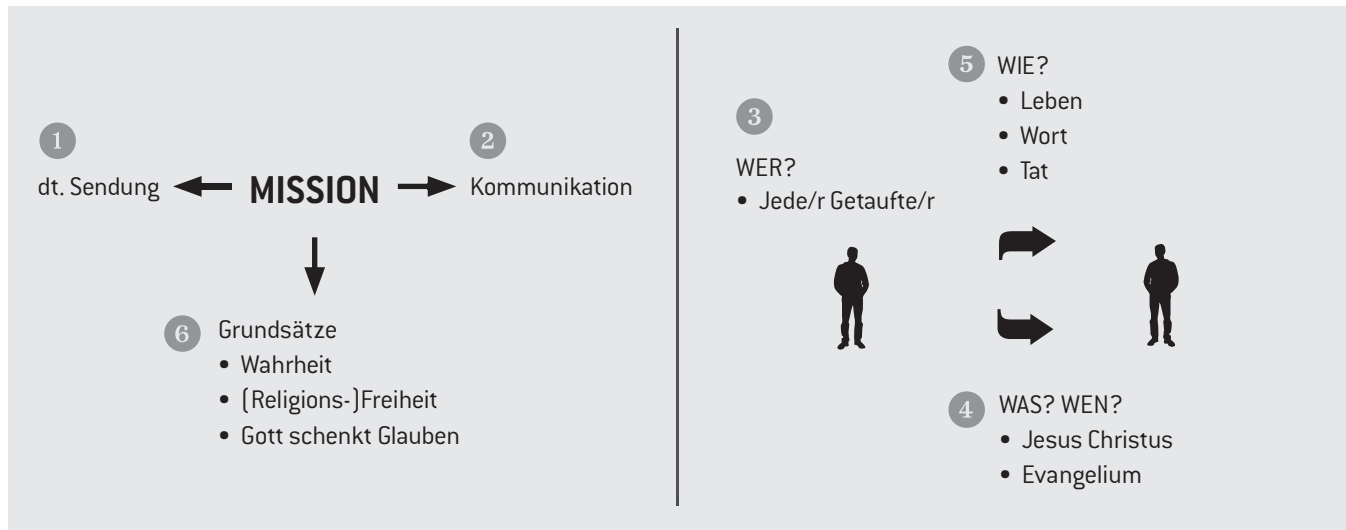 1
dt. Sendung
MISSION
2
Kommunikation
6
Grundsätze
• Wahrheit
• (Religions-)Freiheit
• Gott schenkt Glauben
3
WER?
• Jede/r Getaufte/r
5
WIE?
• Leben
• Wort
• Tat
4
WAS? WEN?
• Jesus Christus
• Evangelium